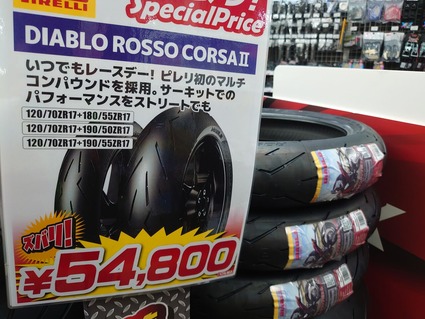 PIRELLI
SpecialPrice
DIABLO ROSSO CORSAⅡ
いつでもレースデー!ピレリ初のマルチ
コンパウンドを採用。サーキットでの
パフォーマンスをストリートでも
120/70ZR17+180/55ZR17
120/70ZR17+190/50ZR17
120/70ZR17+190/55ZR17
ズバリ!
¥54,800